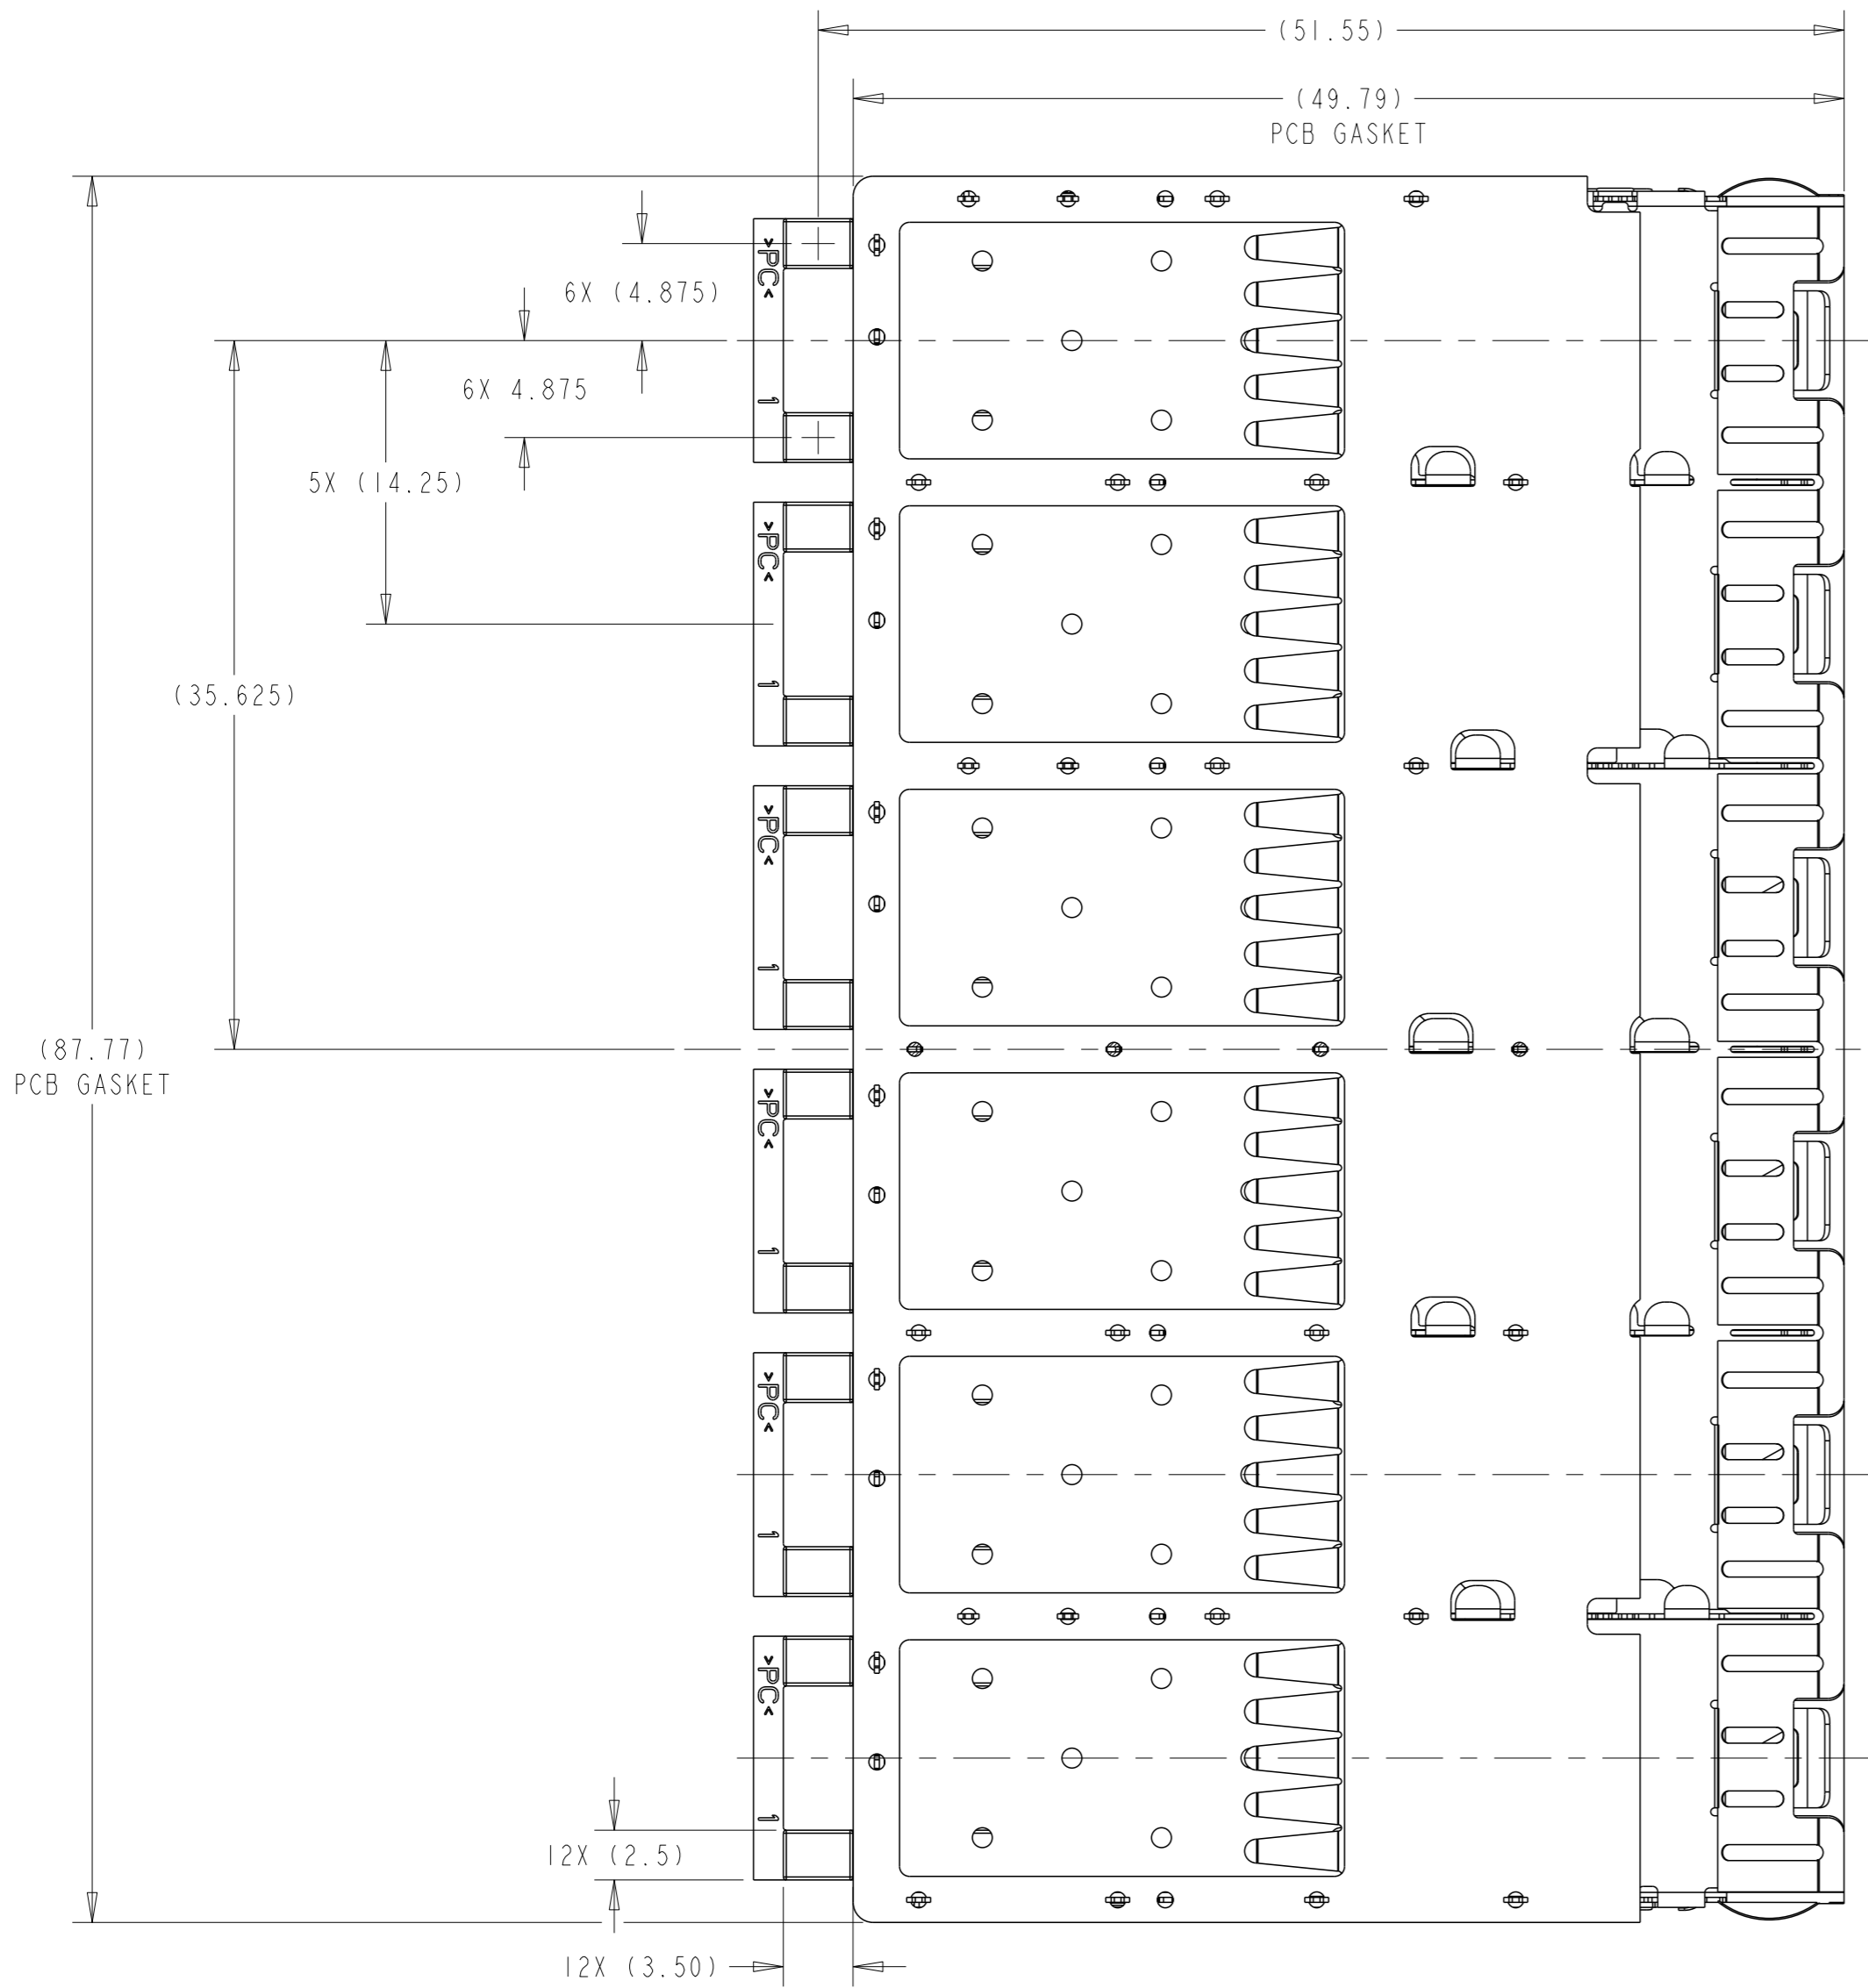 (51.55)
(49.79)
PCB GASKET
>PC<
1
6X (4.875)
6X 4.875
5X (14.25)
>PC<
1
(35.625)
>PC<
1
(87.77)
PCB GASKET
>PC<
1
>PC<
1
>PC<
1
12X (2.5)
12X (3.50)